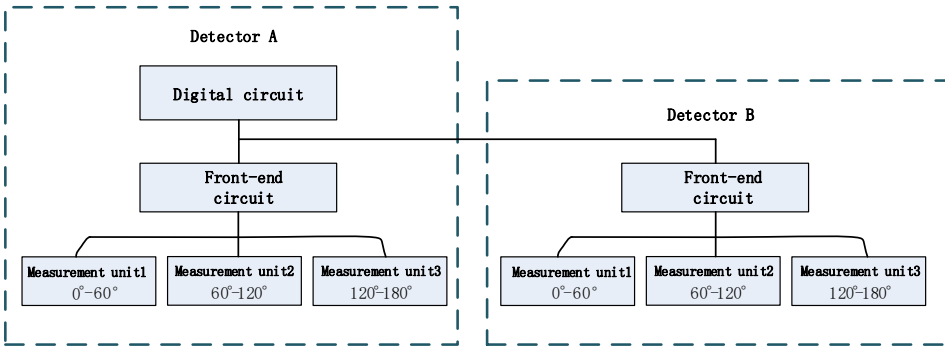 Detector A
Digital circuit
Front-end
circuit
Measurement unit1
0°-60°
Measurement unit2
60°-120°
Measurement unit3
120°-180°
Detector B
Front-end
circuit
Measurement unit1
0°-60°
Measurement unit2
60°-120°
Measurement unit3
120°-180°